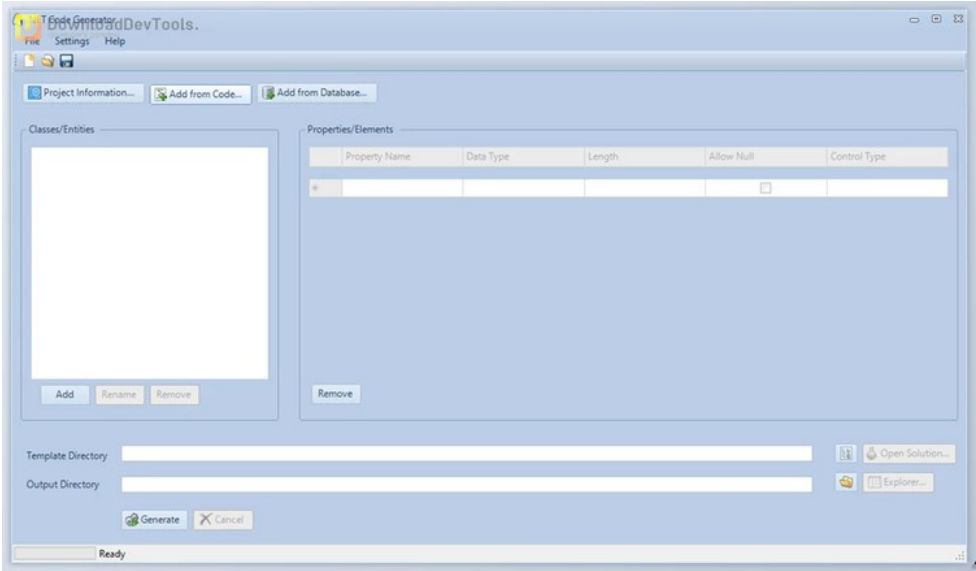 T Code Generator
DownloadDevTools.
File Settings Help
Project Information... Add from Code... Add from Database...
Classes/Entities
Properties/Elements
Property Name Data Type Length Allow Null Control Type
Add Rename Remove
Remove
Template Directory
Open Solution...
Output Directory
Explorer...
Generate Cancel
Ready